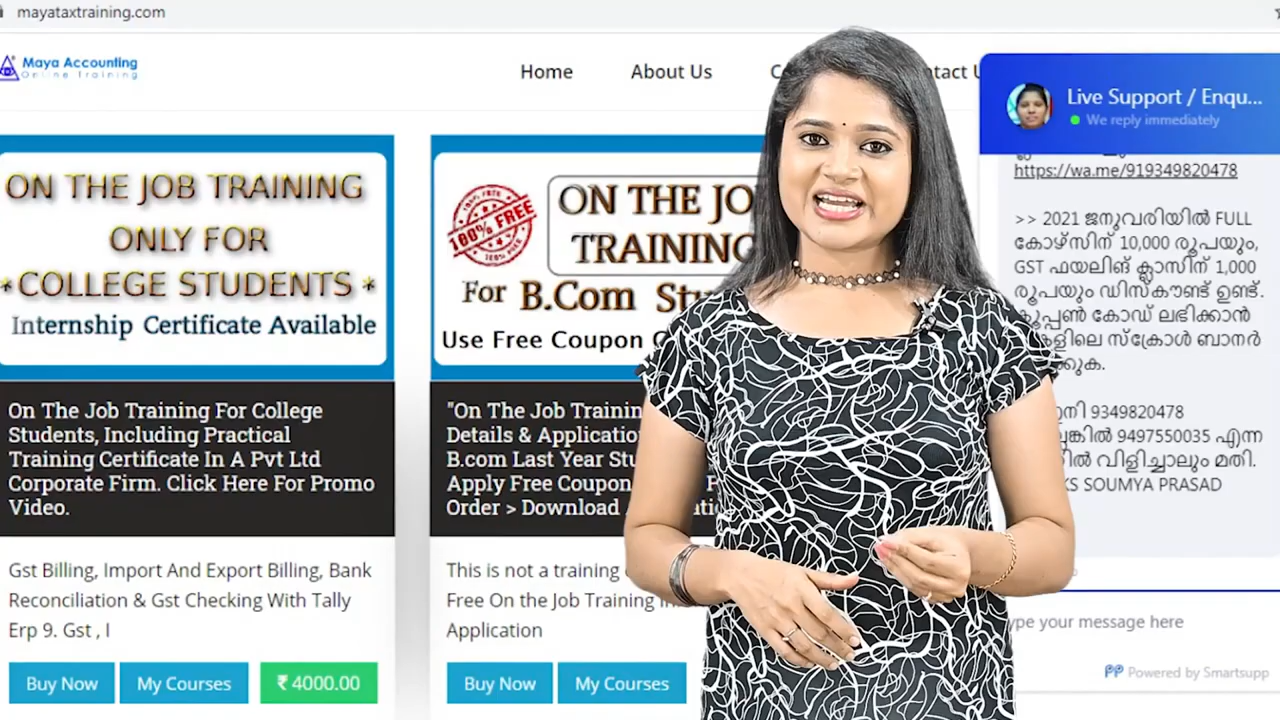 mayataxtraining.com
Maya Accounting
Online Training
Home
About Us
ON THE JOB TRAINING
ONLY FOR
*COLLEGE STUDENTS *
Internship Certificate Available
On The Job Training For College
Students, Including Practical
Training Certificate In A Pvt Ltd
Corporate Firm. Click Here For Promo
Video.
Gst Billing, Import And Export Billing, Bank
Reconciliation & Gst Checking With Tally
Erp 9. Gst , I
Buy Now
My Courses
₹ 4000.00
100% FREE
ON THE
TRAINING
For B.Com
Use Free Coupon
"On The Job
Details &
B.com Last Year
Apply Free Coupon
Order > Download
This is not a training
Free On the Job Training
Application
Buy Now
My Courses
Live Support / Enqu...
We reply immediately
https://wa.me/919349820478
>> 2021 ജനുവരിയിൽ FULL
കോഴ്സിന് 10,000 രൂപയും,
GST ഫയലിങ് ക്ലാസിന് 1,000
രൂപയും ഡിസ്കൗണ്ട് ഉണ്ട്.
കൂപ്പൺ കോഡ് ലഭിക്കാൻ
സ്ക്രോൾ ബാനർ
9349820478
9497550035 എന്ന
വിളിച്ചാലും മതി.
SOUMYA PRASAD
your message here
Powered by Smartsupp